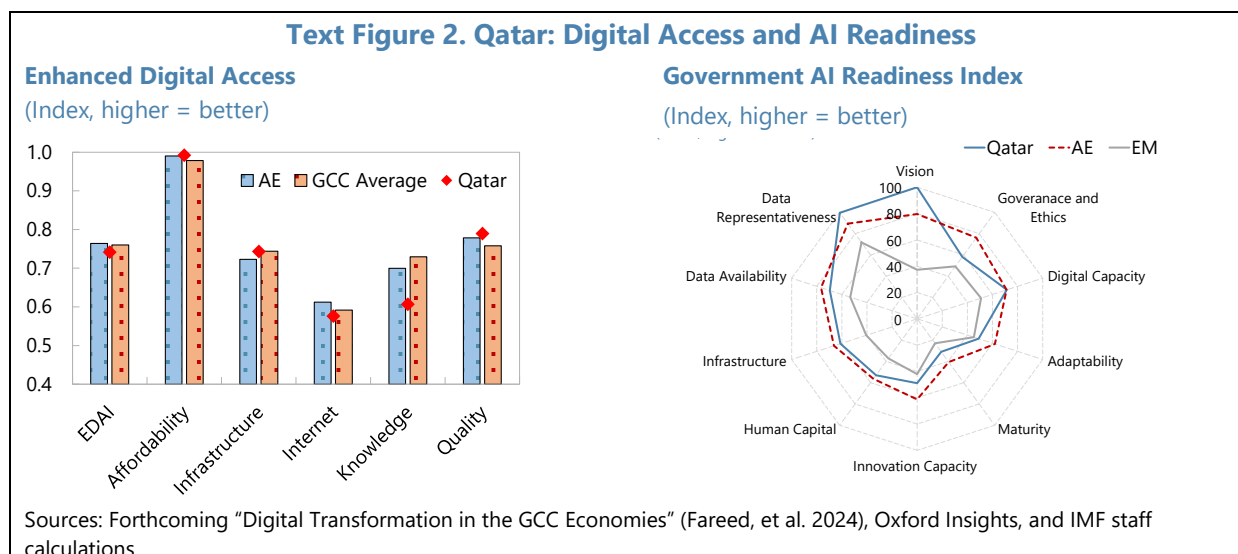 Text Figure 2. Qatar: Digital Access and AI Readiness
Enhanced Digital Access
(Index, higher = better)
1.0
0.9
0.8
0.7
0.6
0.5
0.4
AE
GCC Average
Qatar
EDAI
Affordability
Infrastructure
Internet
Knowledge
Quality
Government AI Readiness Index
(Index, higher = better)
Qatar
AE
EM
Vision
Goveranace and
Ethics
Digital Capacity
Adaptability
Maturity
Innovation Capacity
Human Capital
Infrastructure
Data Availability
Data
Representativeness
100
80
60
40
20
0
Sources: Forthcoming “Digital Transformation in the GCC Economies” (Fareed, et al. 2024), Oxford Insights, and IMF staff
calculations